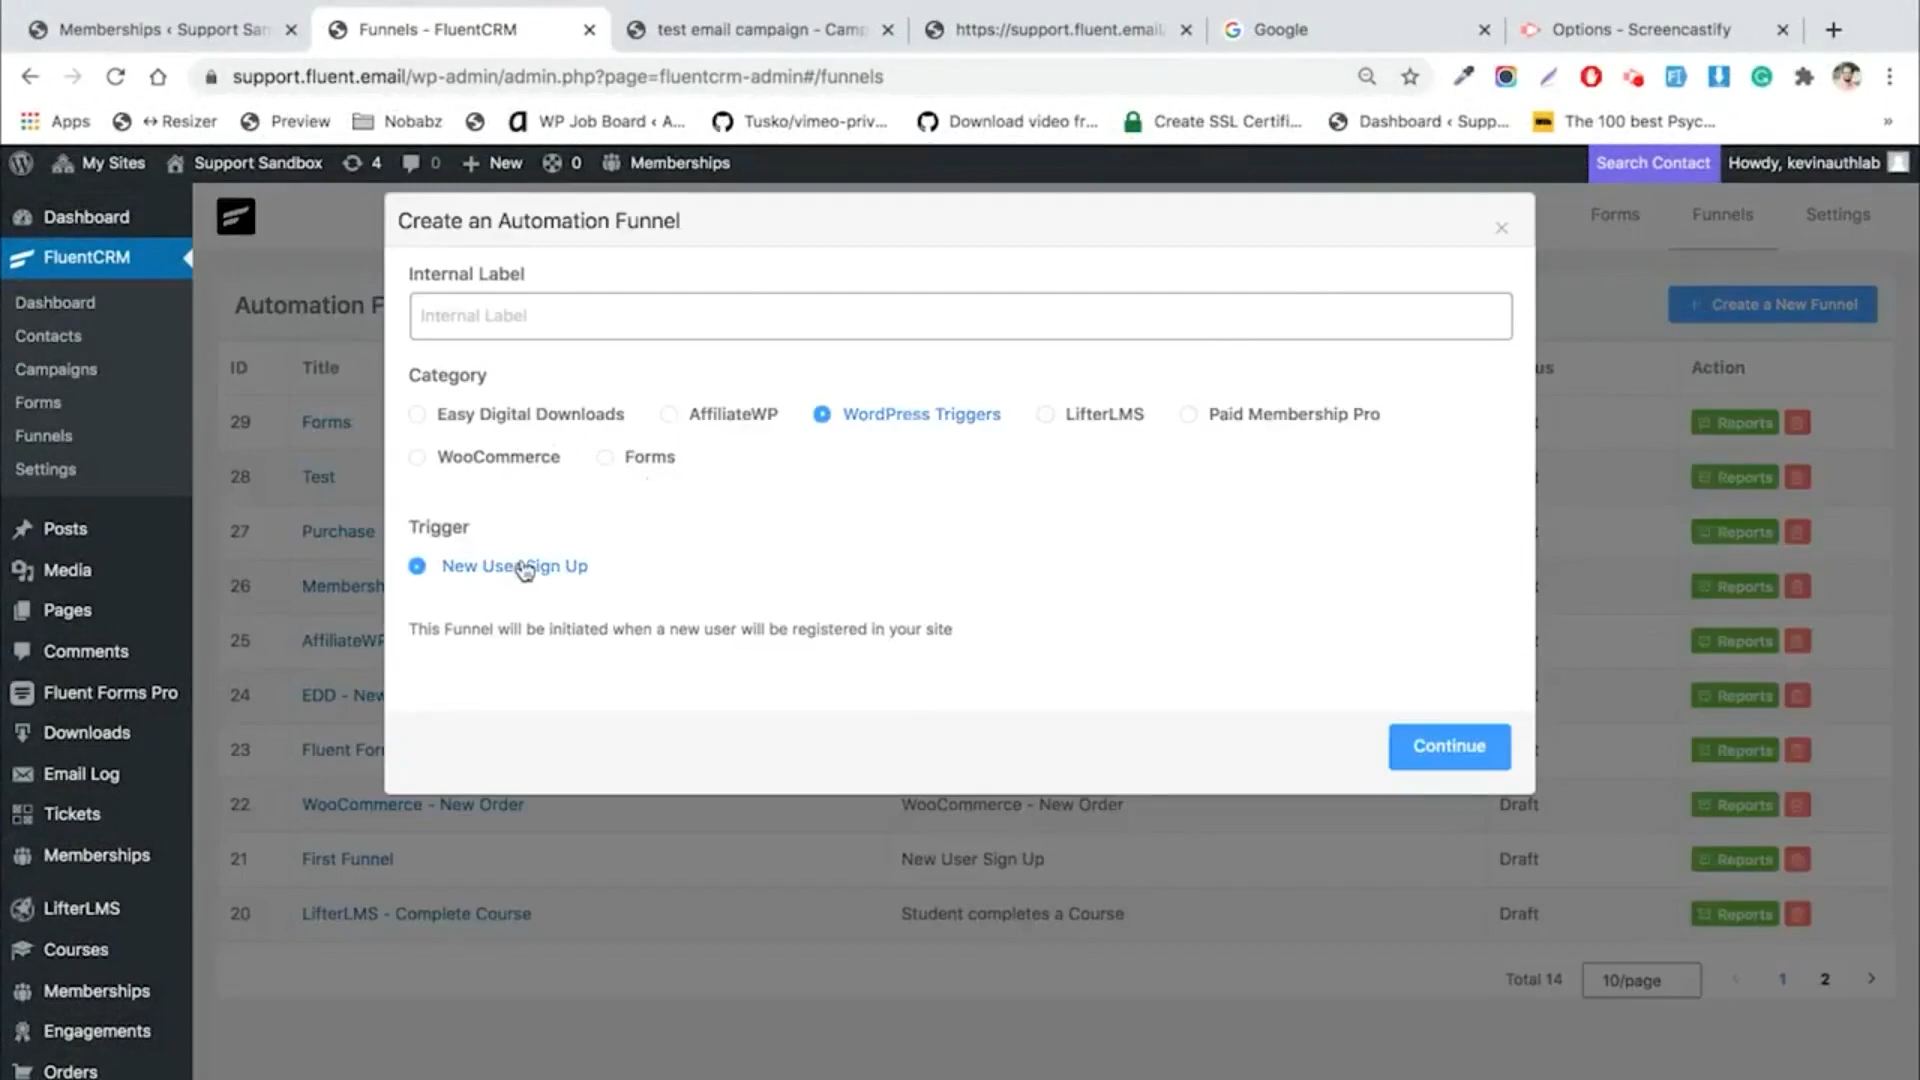 Memberships ‹ Support San
Funnels - FluentCRM
test email campaign - Camp
https://support.fluent.email
Google
Options - Screencastify
support.fluent.email/wp-admin/admin.php?page=fluentcrm-admin#/funnels
Apps
↔ Resizer
Preview
Nobabz
WP Job Board ‹ A...
Tusko/vimeo-priv...
Download video fr...
Create SSL Certifi...
Dashboard ‹ Supp...
The 100 best Psyc...
»
My Sites
Support Sandbox
4
0
New
0
Memberships
Search Contact
Howdy, kevinauthlab
Dashboard
FluentCRM
Dashboard
Contacts
Campaigns
Forms
Funnels
Settings
Posts
Media
Pages
Comments
Fluent Forms Pro
Downloads
Email Log
Tickets
Memberships
LifterLMS
Courses
Memberships
Engagements
Orders
Forms
Funnels
Settings
Automation F
+ Create a New Funnel
Create an Automation Funnel
Internal Label
Internal Label
Category
Easy Digital Downloads
AffiliateWP
WordPress Triggers
LifterLMS
Paid Membership Pro
WooCommerce
Forms
Trigger
New User Sign Up
This Funnel will be initiated when a new user will be registered in your site
Continue
ID Title us Action
29 Forms Reports
28 Test Reports
27 Purchase Reports
26 Membersh Reports
25 AffiliateWP Reports
24 EDD - New Reports
23 Fluent For Reports
22 WooCommerce - New Order WooCommerce - New Order Draft Reports
21 First Funnel New User Sign Up Draft Reports
20 LifterLMS - Complete Course Student completes a Course Draft Reports
Total 14 10/page 1 2